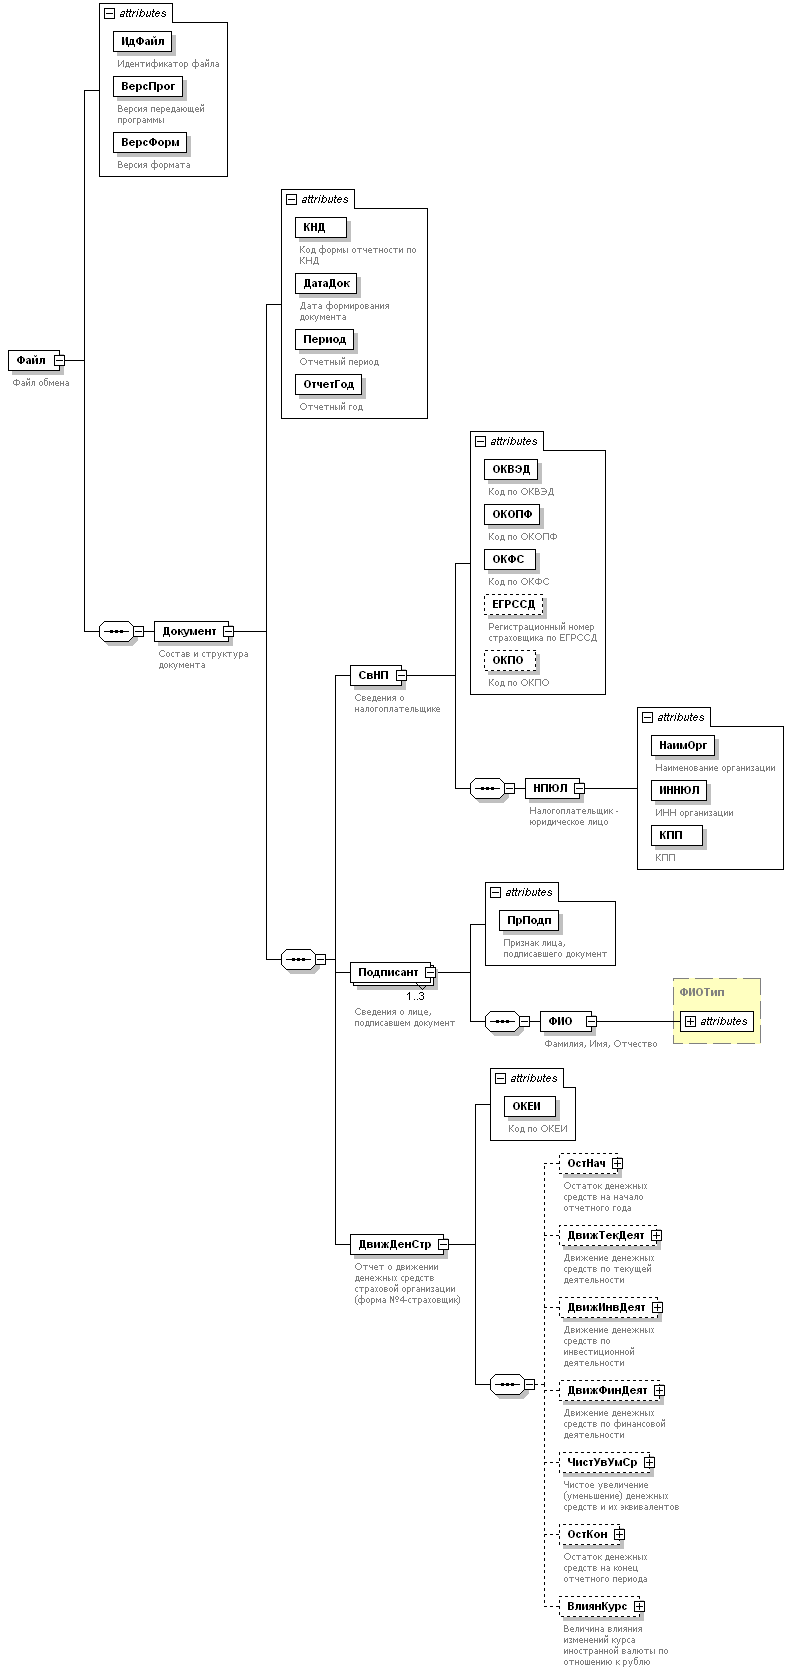 attributes
ИдФайл
Идентификатор файла
ВерсПрог
Версия передающей
программы
ВерсФорм
Версия формата
Файл
Файл обмена
attributes
КНД
Код формы отчетности по
КНД
ДатаДок
Дата формирования
документа
Период
Отчетный период
ОтчетГод
Отчетный год
Документ
Состав и структура
документа
attributes
ОКВЭД
Код по ОКВЭД
ОКОПФ
Код по ОКОПФ
ОКФС
Код по ОКФС
ЕГРССД
Регистрационный номер
страховщика по ЕГРССД
ОКПО
Код по ОКПО
СвНП
Сведения о
налогоплательщике
attributes
НаимОрг
Наименование организации
ИННЮЛ
ИНН организации
КПП
КПП
НПЮЛ
Налогоплательщик -
юридическое лицо
attributes
ПрПодп
Признак лица,
подписавшего документ
Подписант
1..3
Сведения о лице,
подписавшем документ
ФИО
Фамилия, Имя, Отчество
ФИОТип
attributes
attributes
ОКЕИ
Код по ОКЕИ
ДвижДенСтр
Отчет о движении
денежных средств
страховой организации
(форма №4-страховщик)
ОстНач
Остаток денежных
средств на начало
отчетного года
ДвижТекДеят
Движение денежных
средств по текущей
деятельности
ДвижИнвДеят
Движение денежных
средств по
инвестиционной
деятельности
ДвижФинДеят
Движение денежных
средств по финансовой
деятельности
ЧистУвУмСр
Чистое увеличение
(уменьшение) денежных
средств и их эквивалентов
ОстКон
Остаток денежных
средств на конец
отчетного периода
ВлиянКурс
Величина влияния
изменений курса
иностранной валюты по
отношению к рублю